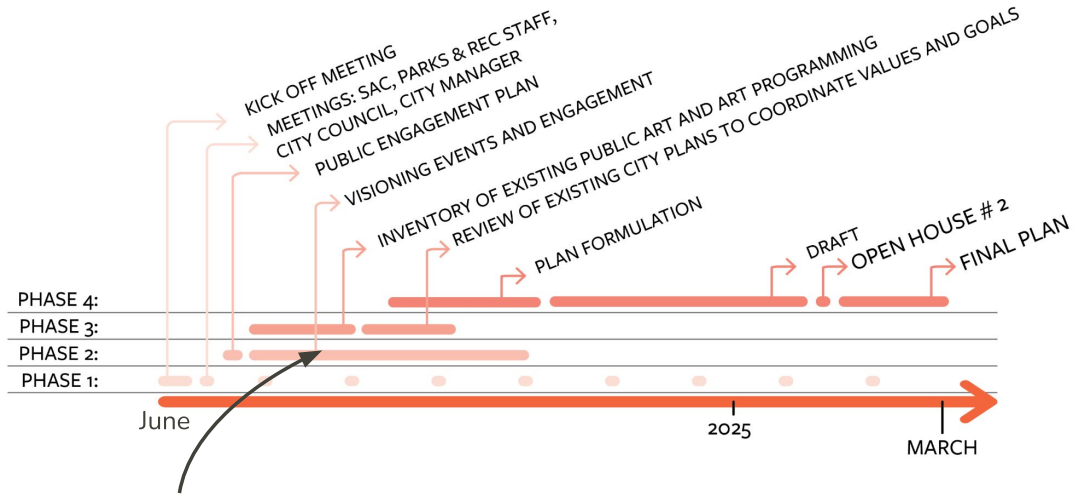 KICK OFF MEETING
MEETINGS: SAC, PARKS & REC STAFF,
CITY COUNCIL, CITY MANAGER
PUBLIC ENGAGEMENT PLAN
VISIONING EVENTS AND ENGAGEMENT
INVENTORY OF EXISTING PUBLIC ART AND ART PROGRAMMING
REVIEW OF EXISTING CITY PLANS TO COORDINATE VALUES AND GOALS
PLAN FORMULATION
DRAFT
OPEN HOUSE # 2
FINAL PLAN
PHASE 4:
PHASE 3:
PHASE 2:
PHASE 1:
June
2025
MARCH